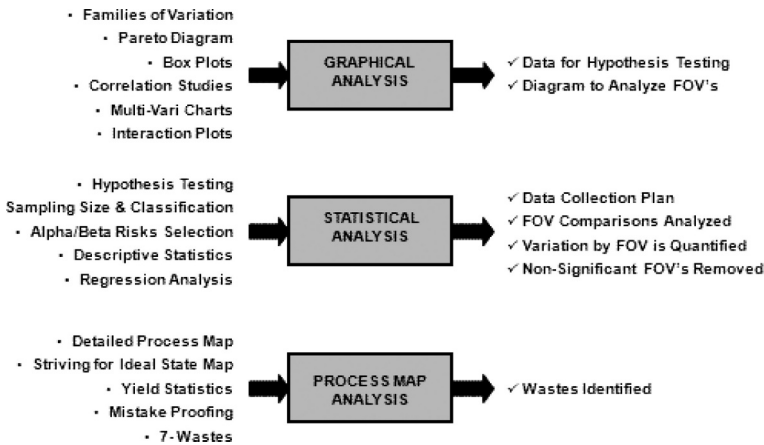 • Families of Variation
• Pareto Diagram
• Box Plots
• Correlation Studies
• Multi-Vari Charts
• Interaction Plots
GRAPHICAL
ANALYSIS
✓ Data for Hypothesis Testing
✓ Diagram to Analyze FOV's
• Hypothesis Testing
Sampling Size & Classification
• Alpha/Beta Risks Selection
• Descriptive Statistics
• Regression Analysis
STATISTICAL
ANALYSIS
✓ Data Collection Plan
✓ FOV Comparisons Analyzed
✓ Variation by FOV is Quantified
✓ Non-Significant FOV's Removed
• Detailed Process Map
• Striving for Ideal State Map
• Yield Statistics
• Mistake Proofing
• 7- Wastes
PROCESS MAP
ANALYSIS
✓ Wastes Identified